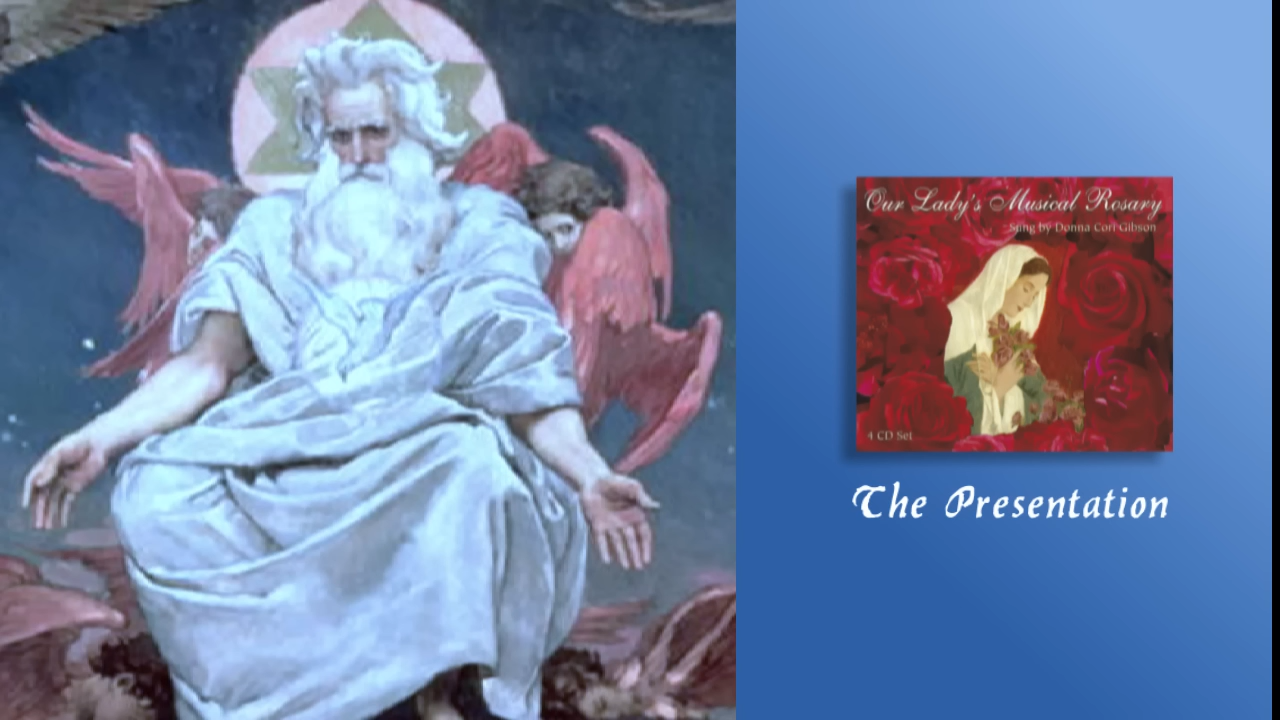 Our Lady's Musical Rosary
Sung by Donna Cori Gibson
4 CD Set
The Presentation